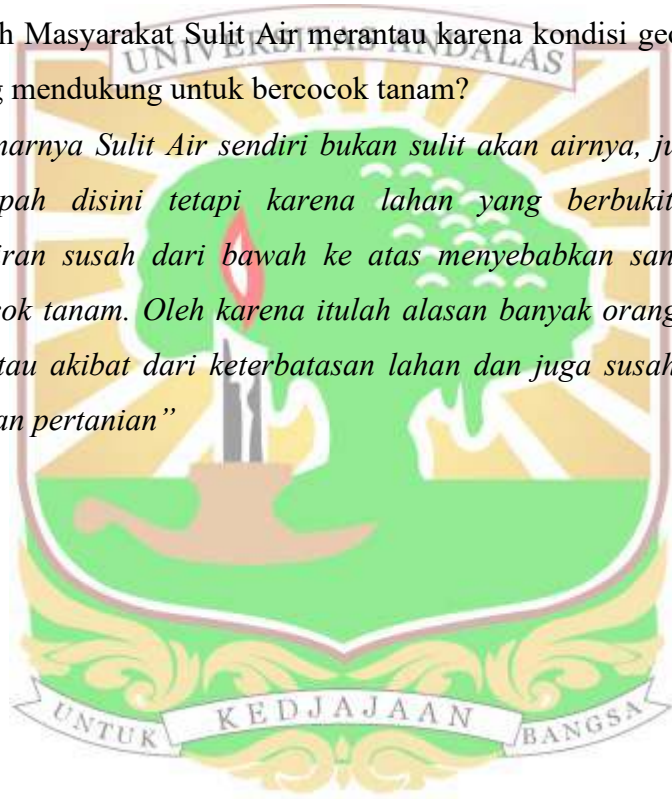 h Masyarakat Sulit Air merantau karena kondisi geo
UNIVERSITAS ANDALAS
g mendukung untuk bercocok tanam?
narnya Sulit Air sendiri bukan sulit akan airnya, ju
pah disini tetapi karena lahan yang berbukit
iran susah dari bawah ke atas menyebabkan san
ok tanam. Oleh karena itulah alasan banyak orang
tau akibat dari keterbatasan lahan dan juga susah
an pertanian”
UNTUK KEDJAJAAN BANGSA